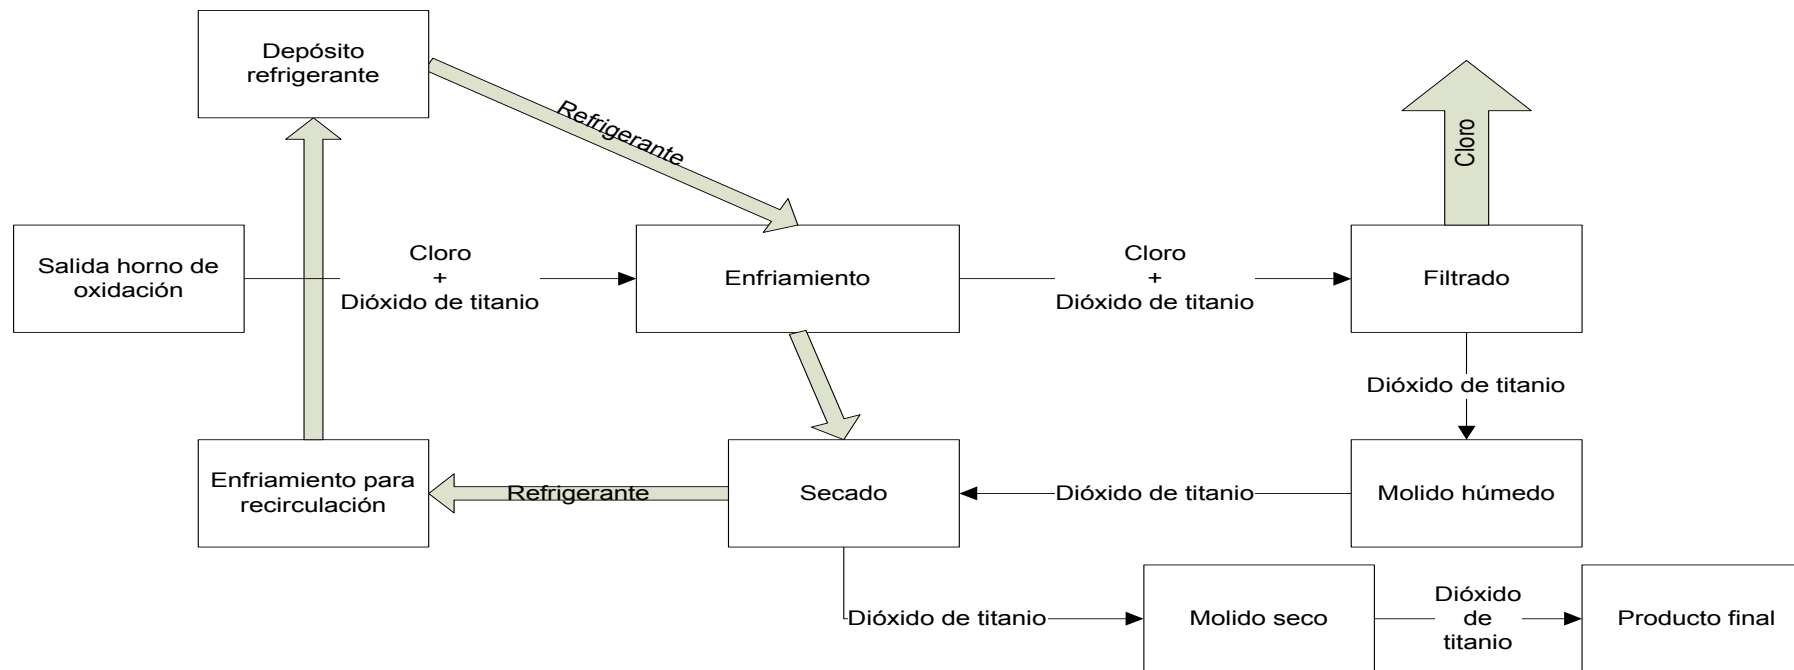 Depósito
refrigerante
Refrigerante
Cloro
Salida horno de
oxidación
Cloro
+
Dióxido de titanio
Enfriamiento
Cloro
+
Dióxido de titanio
Filtrado
Dióxido de titanio
Enfriamiento para
recirculación
Refrigerante
Secado
Dióxido de titanio
Molido húmedo
Dióxido de titanio
Molido seco
Dióxido
de
titanio
Producto final